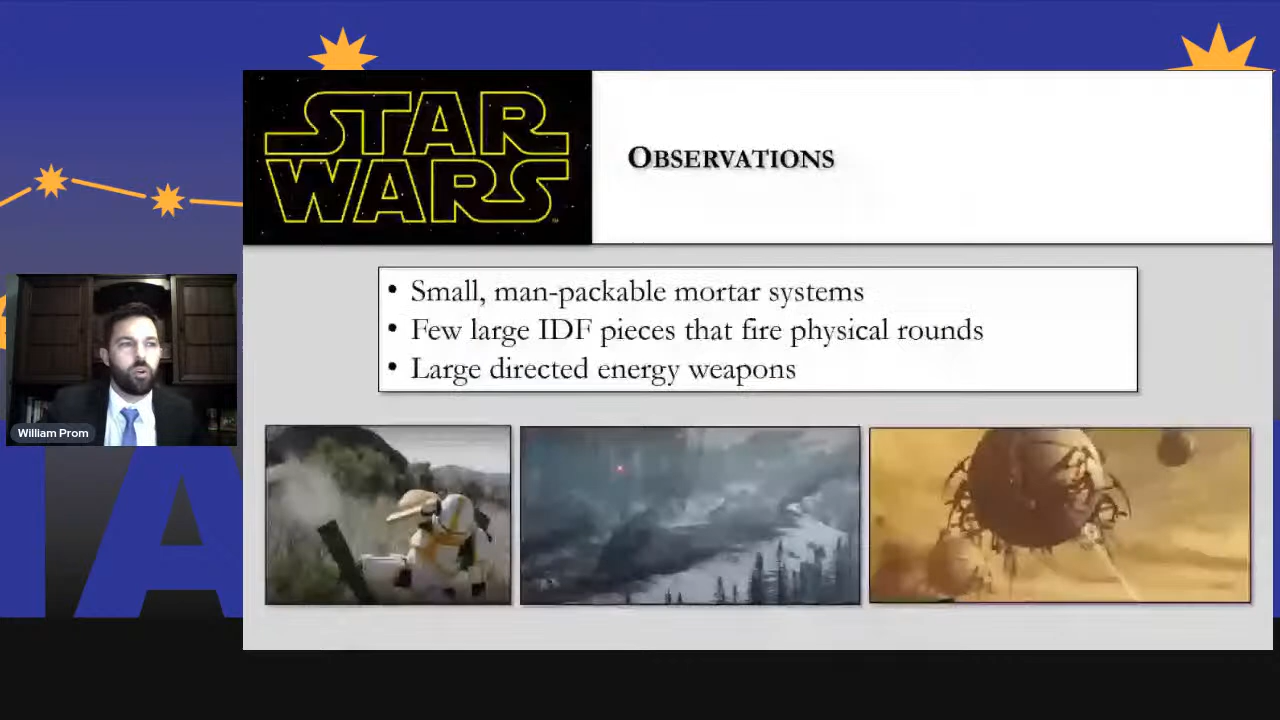 STAR
WARS
OBSERVATIONS
• Small, man-packable mortar systems
• Few large IDF pieces that fire physical rounds
• Large directed energy weapons
William Prom